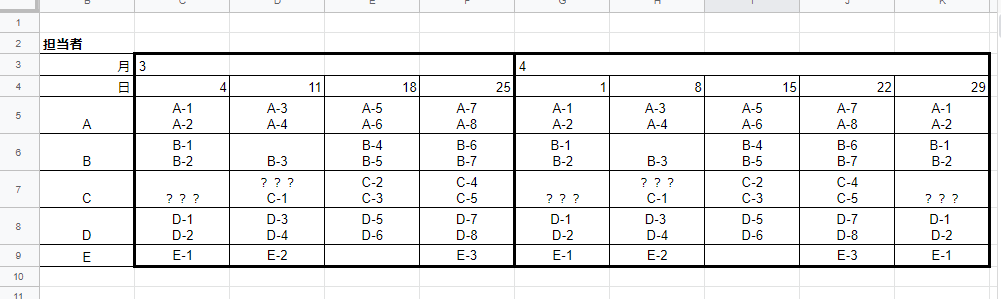 B C D E F G H I J K
1
2 担当者
3 月 3 4
4 日 4 11 18 25 1 8 15 22 29
A-1 A-3 A-5 A-7 A-1 A-3 A-5 A-7 A-1
5 A A-2 A-4 A-6 A-8 A-2 A-4 A-6 A-8 A-2
B-1 B-4 B-6 B-1 B-4 B-6 B-1
6 B B-2 B-3 B-5 B-7 B-2 B-3 B-5 B-7 B-2
？？？ C-2 C-4 ？？？ C-2 C-4
7 C ？？？ C-1 C-3 C-5 ？？？ C-1 C-3 C-5 ？？？
D-1 D-3 D-5 D-7 D-1 D-3 D-5 D-7 D-1
8 D D-2 D-4 D-6 D-8 D-2 D-4 D-6 D-8 D-2
9 E E-1 E-2 E-3 E-1 E-2 E-3 E-1
10
11